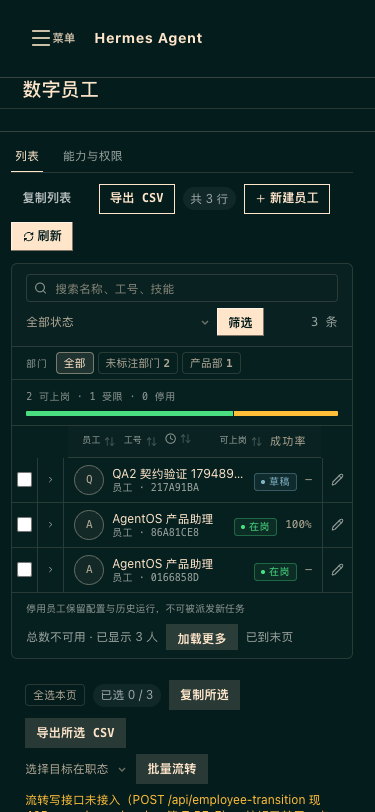 菜单 Hermes Agent
数字员工
列表 能力与权限
复制列表 导出 CSV 共 3 行 + 新建员工
刷新
搜索名称、工号、技能
全部状态 筛选 3 条
部门 全部 未标注部门 2 产品部 1
2 可上岗 · 1 受限 · 0 停用
员工 工号 可上岗 成功率
Q QA2 契约验证 179489… 草稿 —
员工 · 217A91BA
A AgentOS 产品助理 在岗 100%
员工 · 86A81CE8
A AgentOS 产品助理 在岗 —
员工 · 0166858D
停用员工保留配置与历史运行，不可被派发新任务
总数不可用 · 已显示 3 人 加载更多 已到末页
全选本页 已选 0 / 3 复制所选
导出所选 CSV
选择目标在职态 批量流转
流转写接口未接入（POST /api/employee-transition 现